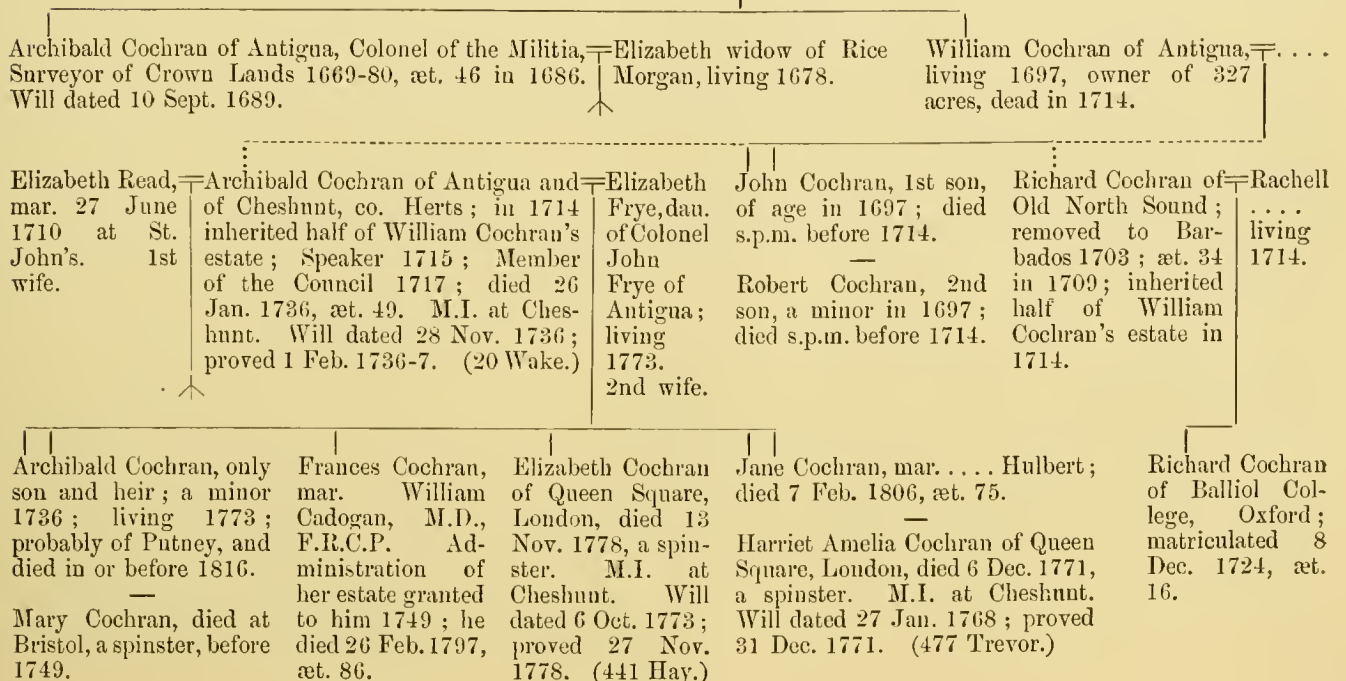 Archibald Cochran of Antigua, Colonel of the Militia,
Surveyor of Crown Lands 1669-80, æt. 46 in 1686.
Will dated 10 Sept. 1689.
Elizabeth widow of Rice
Morgan, living 1678.
William Cochran of Antigua, . . . .
living 1697, owner of 327
acres, dead in 1714.
Elizabeth Read,
mar. 27 June
1710 at St.
John's. 1st
wife.
Archibald Cochran of Antigua and
of Cheshunt, co. Herts; in 1714
inherited half of William Cochran's
estate; Speaker 1715; Member
of the Council 1717; died 26
Jan. 1736, æt. 49. M.I. at Ches-
hunt. Will dated 28 Nov. 1736;
proved 1 Feb. 1736-7. (20 Wake.)
Elizabeth
Frye, dau.
of Colonel
John
Frye of
Antigua;
living
1773.
2nd wife.
John Cochran, 1st son,
of age in 1697; died
s.p.m. before 1714.
—
Robert Cochran, 2nd
son, a minor in 1697;
died s.p.m. before 1714.
Richard Cochran of
Old North Sound;
removed to Bar-
bados 1703; æt. 34
in 1709; inherited
half of William
Cochran's estate in
1714.
Rachell
. . . .
living
1714.
Archibald Cochran, only
son and heir; a minor
1736; living 1773;
probably of Putney, and
died in or before 1816.
—
Mary Cochran, died at
Bristol, a spinster, before
1749.
Frances Cochran,
mar. William
Cadogan, M.D.,
F.R.C.P. Ad-
ministration of
her estate granted
to him 1749; he
died 26 Feb. 1797,
æt. 86.
Elizabeth Cochran
of Queen Square,
London, died 13
Nov. 1778, a spin-
ster. M.I. at
Cheshunt. Will
dated 6 Oct. 1773;
proved 27 Nov.
1778. (441 Hay.)
Jane Cochran, mar. . . . . Hulbert;
died 7 Feb. 1806, æt. 75.
—
Harriet Amelia Cochran of Queen
Square, London, died 6 Dec. 1771,
a spinster. M.I. at Cheshunt.
Will dated 27 Jan. 1768; proved
31 Dec. 1771. (477 Trevor.)
Richard Cochran
of Balliol Col-
lege, Oxford;
matriculated 8
Dec. 1724, æt.
16.